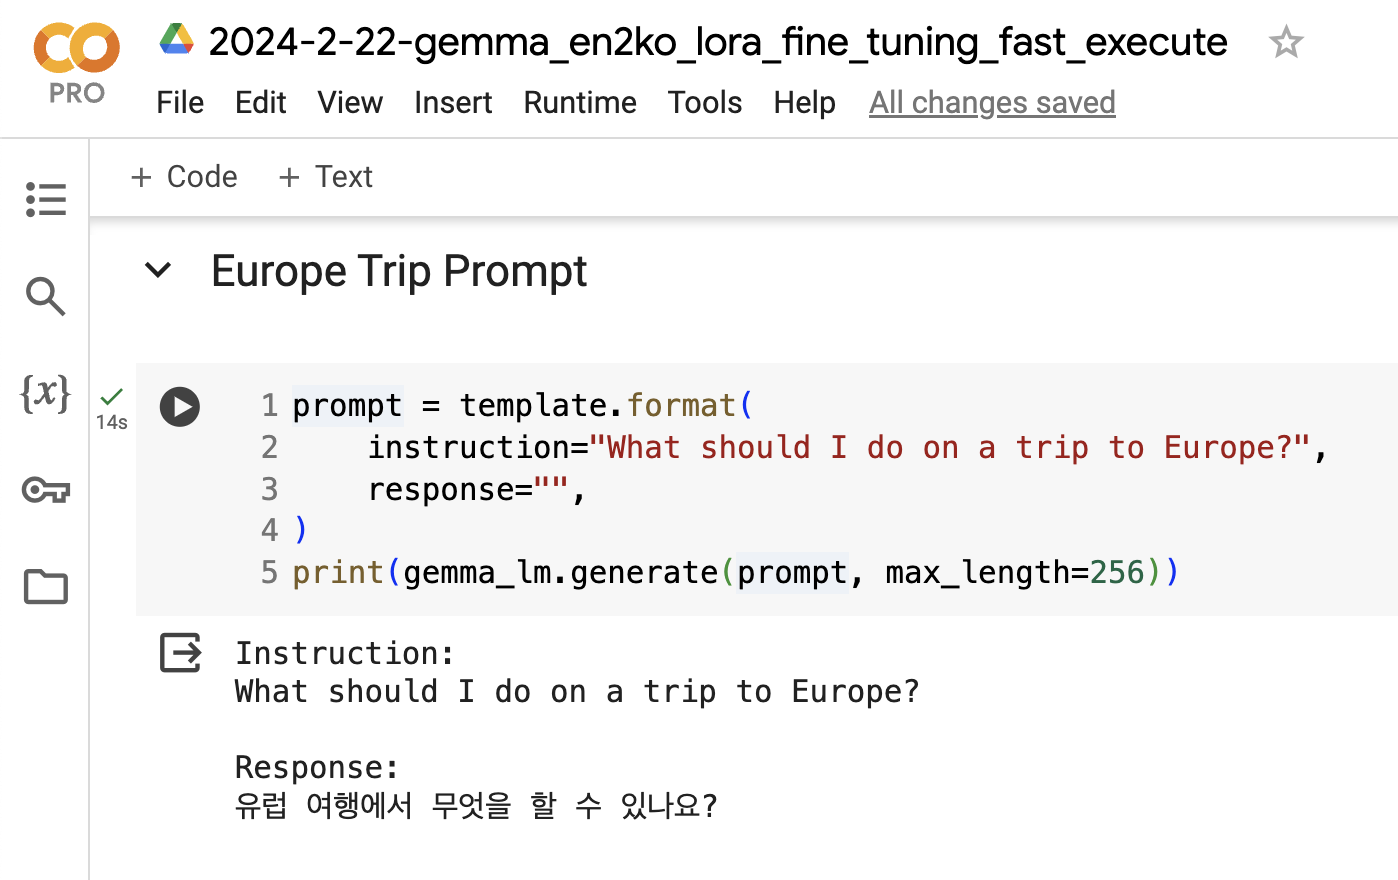 2024-2-22-gemma_en2ko_lora_fine_tuning_fast_execute
PRO
File Edit View Insert Runtime Tools Help All changes saved
+ Code + Text
Europe Trip Prompt
{x}
14s
1 prompt = template.format(
2     instruction="What should I do on a trip to Europe?",
3     response="",
4 )
5 print(gemma_lm.generate(prompt, max_length=256))
Instruction:
What should I do on a trip to Europe?
Response:
유럽 여행에서 무엇을 할 수 있나요?